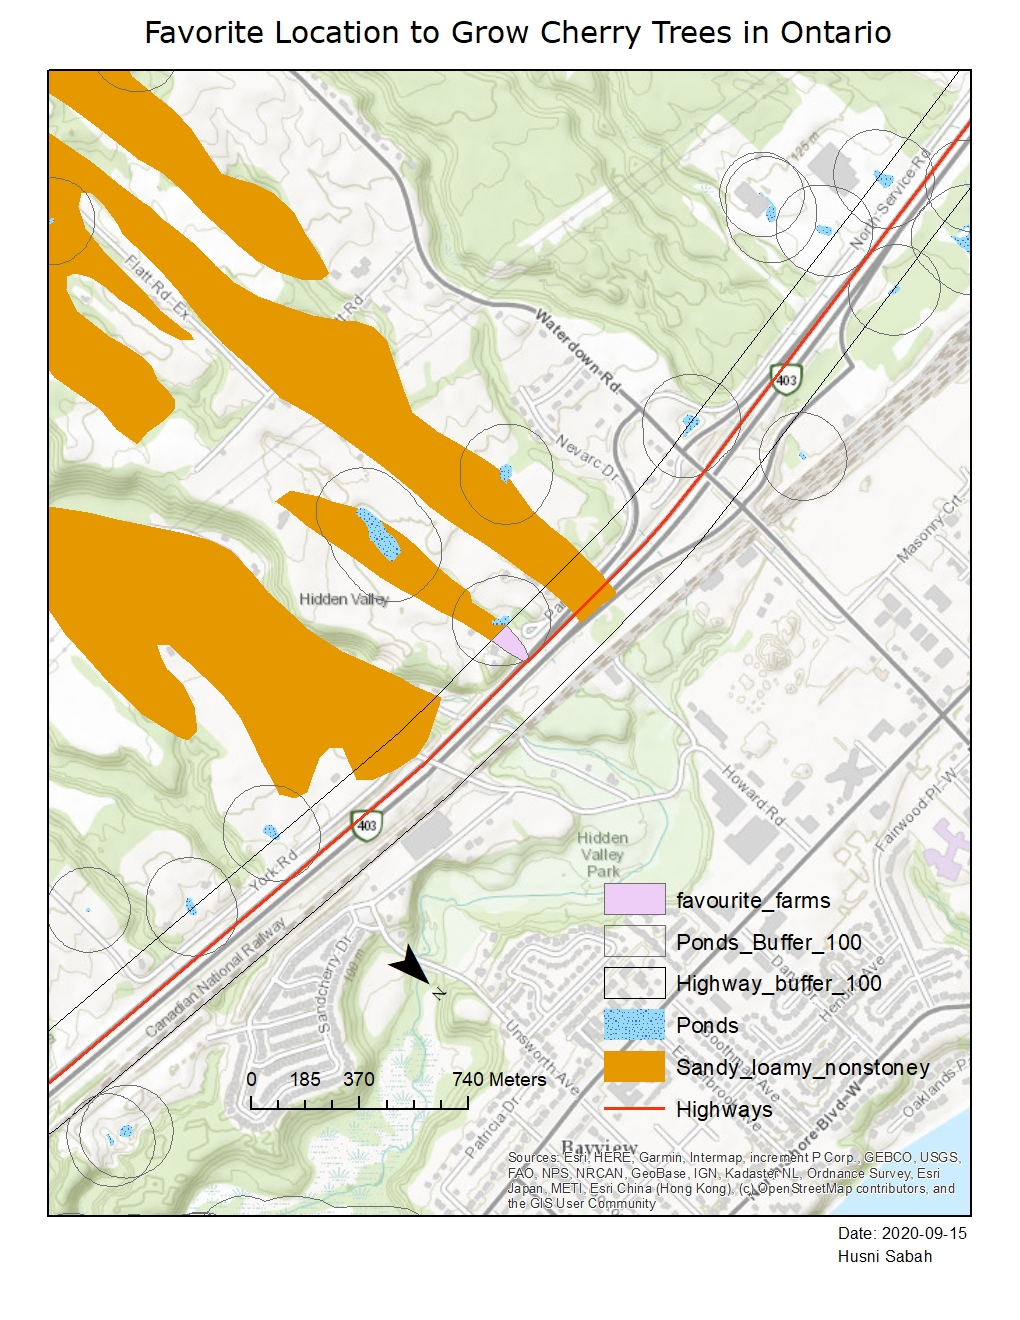 Favorite Location to Grow Cherry Trees in Ontario
125 m
North Service Rd
Flatt-Rd-Ex
tt-Rd
Waterdown-Rd
403
Nevarc Dr
Masonry-Crt
Hidden Valley
Howard-Rd
Fairwood-Pl-W
403
York-Rd
Hidden
Valley
Park
favourite_farms
Ponds_Buffer_100
Highway_buffer_100
Ponds
Sandy_loamy_nonstoney
Highways
Canadian National Railway
Sandcherry-Dr
100 m
N
Unsworth-Ave
Oaklands-P
Patricia-Dr
0 185 370 740 Meters
Bayview
Sources: Esri, HERE, Garmin, Intermap, increment P Corp., GEBCO, USGS,
FAO, NPS, NRCAN, GeoBase, IGN, Kadaster NL, Ordnance Survey, Esri
Japan, METI, Esri China (Hong Kong), (c) OpenStreetMap contributors, and
the GIS User Community
Date: 2020-09-15
Husni Sabah